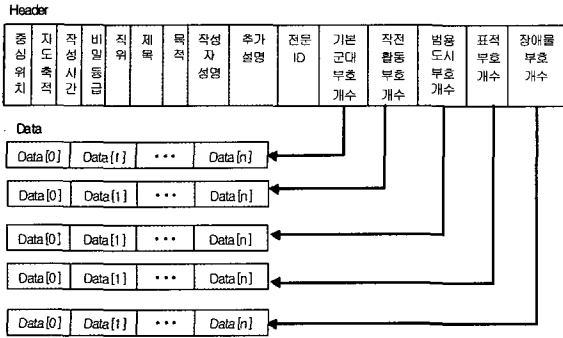 Header
중심위치 지도축척 작성시간 비밀등급 직위 제목 목적 작성자성명 추가설명 전문ID 기본군대부호개수 작전활동부호개수 범용도시부호개수 표적부호개수 장애물부호개수
Data
Data[0] Data[1] ••• Data[n]
Data[0] Data[1] ••• Data[n]
Data[0] Data[1] ••• Data[n]
Data[0] Data[1] ••• Data[n]
Data[0] Data[1] ••• Data[n]